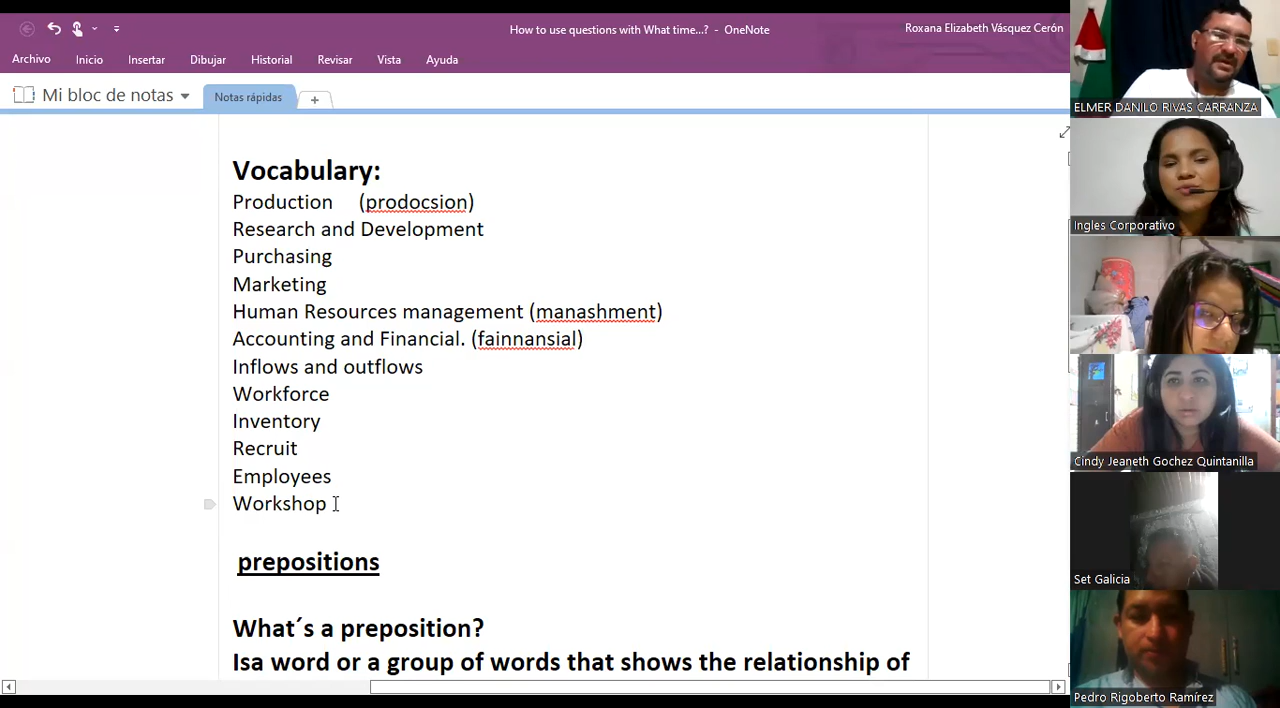 How to use questions with What time...? - OneNote
Roxana Elizabeth Vásquez Cerón
Archivo Inicio Insertar Dibujar Historial Revisar Vista Ayuda
Mi bloc de notas
Notas rápidas
Vocabulary:
Production (prodocsion)
Research and Development
Purchasing
Marketing
Human Resources management (manashment)
Accounting and Financial. (fainnansial)
Inflows and outflows
Workforce
Inventory
Recruit
Employees
Workshop
prepositions
What´s a preposition?
Isa word or a group of words that shows the relationship of
ELMER DANILO RIVAS CARRANZA
Ingles Corporativo
Cindy Jeaneth Gochez Quintanilla
Set Galicia
Pedro Rigoberto Ramírez